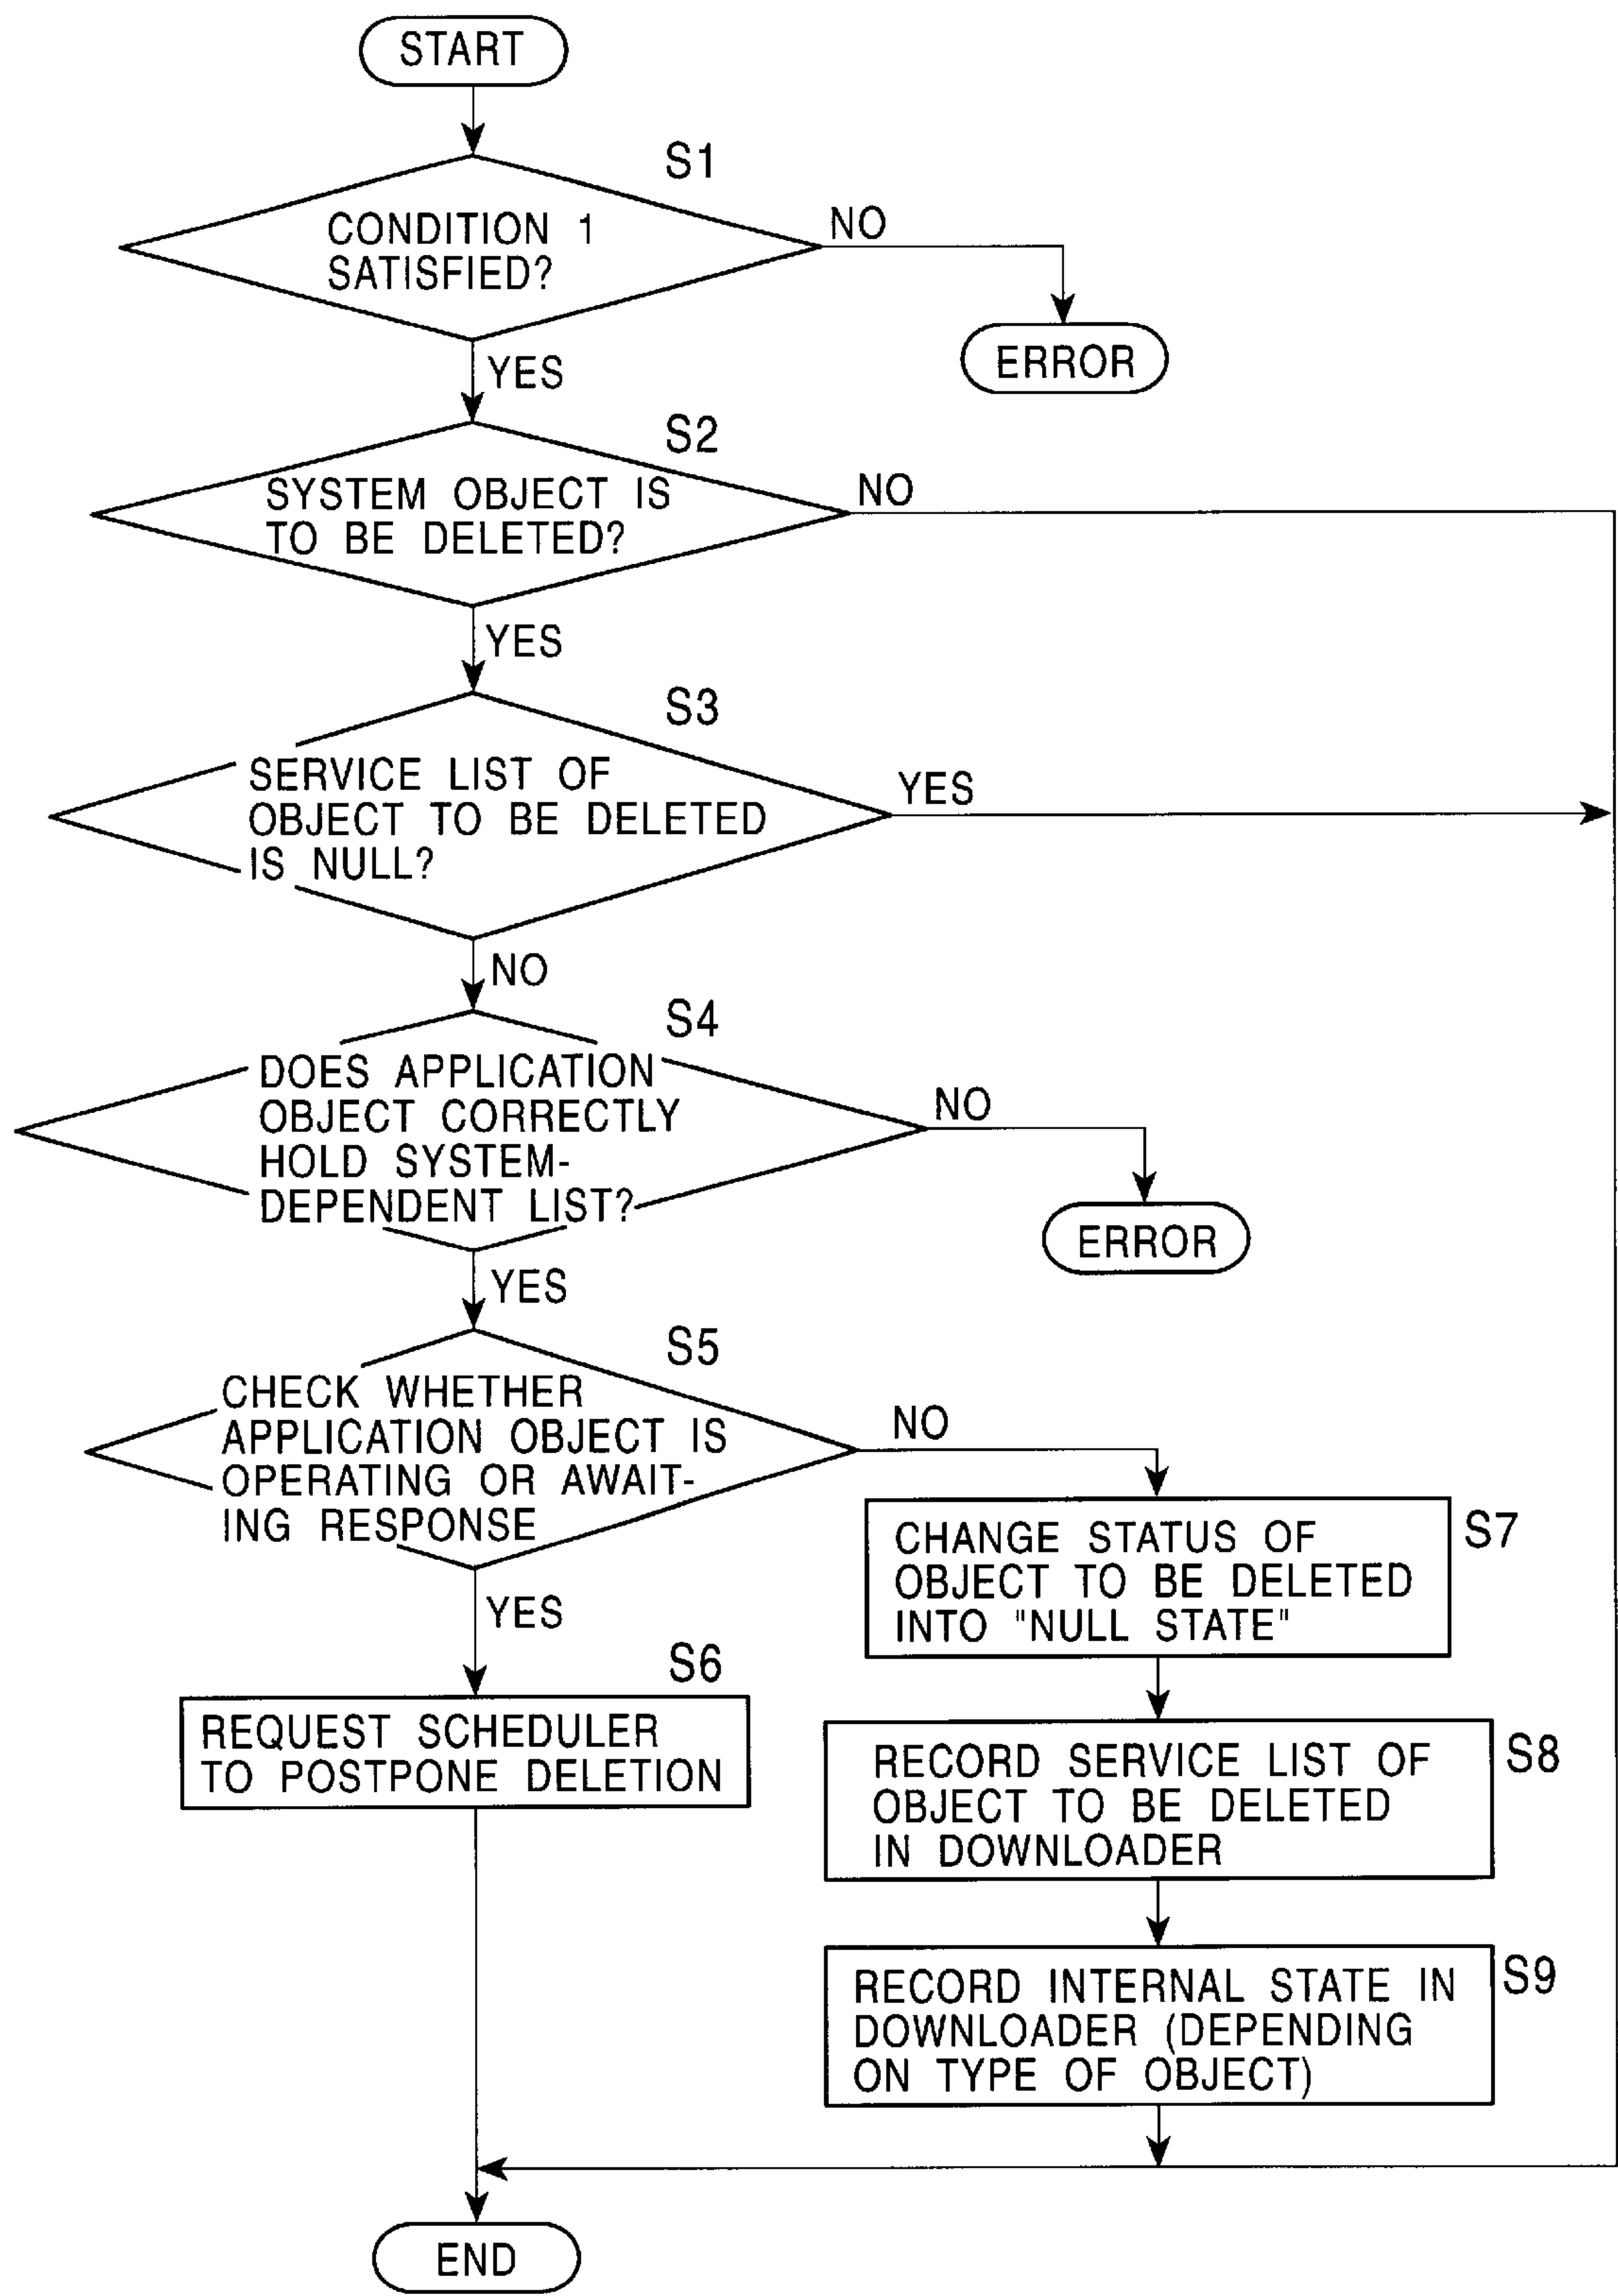 START
S1
CONDITION 1
SATISFIED?
NO
ERROR
YES
S2
SYSTEM OBJECT IS
TO BE DELETED?
NO
YES
S3
SERVICE LIST OF
OBJECT TO BE DELETED
IS NULL?
YES
NO
S4
DOES APPLICATION
OBJECT CORRECTLY
HOLD SYSTEM-
DEPENDENT LIST?
NO
ERROR
YES
S5
CHECK WHETHER
APPLICATION OBJECT IS
OPERATING OR AWAIT-
ING RESPONSE
NO
YES
S7
CHANGE STATUS OF
OBJECT TO BE DELETED
INTO "NULL STATE"
S6
REQUEST SCHEDULER
TO POSTPONE DELETION
S8
RECORD SERVICE LIST OF
OBJECT TO BE DELETED
IN DOWNLOADER
S9
RECORD INTERNAL STATE IN
DOWNLOADER (DEPENDING
ON TYPE OF OBJECT)
END